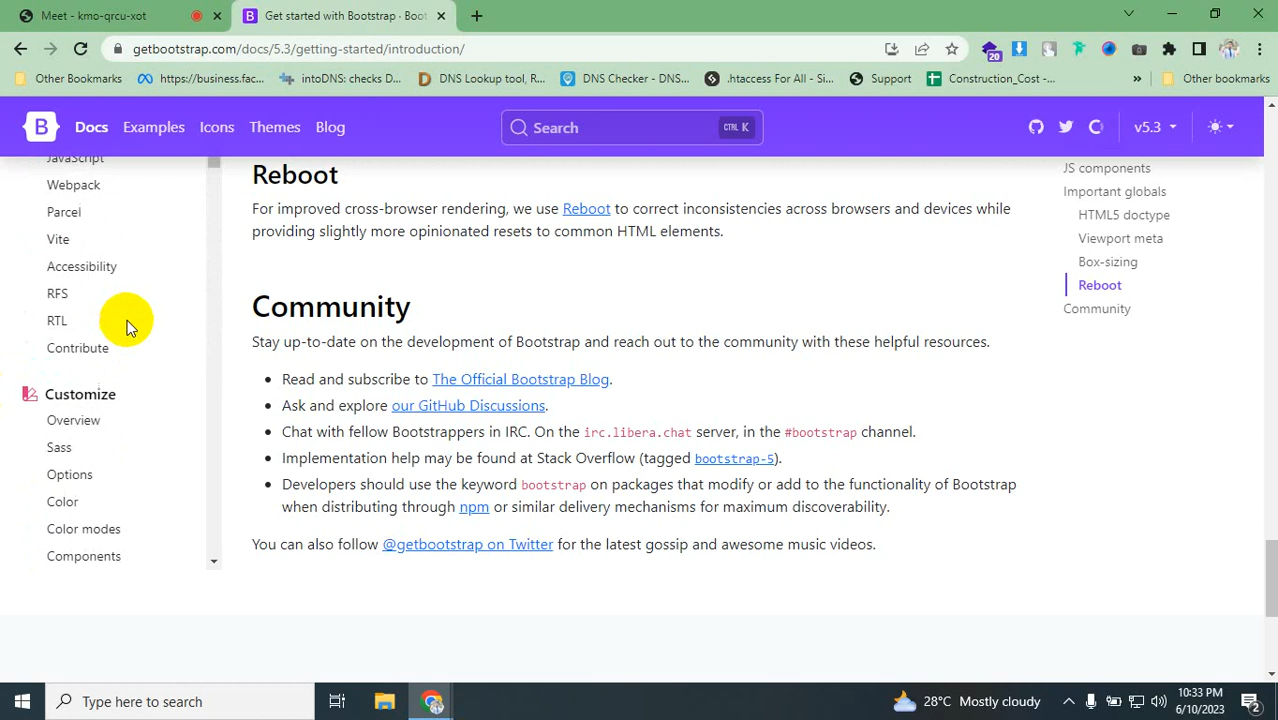 Meet - kmo-qrcu-xot
Get started with Bootstrap · Boot
getbootstrap.com/docs/5.3/getting-started/introduction/
20
Other Bookmarks
https://business.fac...
intoDNS: checks D...
DNS Lookup tool, R...
DNS Checker - DNS...
.htaccess For All - Si...
Support
Construction_Cost -...
»
Other bookmarks
B Docs Examples Icons Themes Blog
Search CTRL K
v5.3
JavaScript
Webpack
Parcel
Vite
Accessibility
RFS
RTL
Contribute
Customize
Overview
Sass
Options
Color
Color modes
Components
Reboot
For improved cross-browser rendering, we use Reboot to correct inconsistencies across browsers and devices while
providing slightly more opinionated resets to common HTML elements.
Community
Stay up-to-date on the development of Bootstrap and reach out to the community with these helpful resources.
• Read and subscribe to The Official Bootstrap Blog.
• Ask and explore our GitHub Discussions.
• Chat with fellow Bootstrappers in IRC. On the irc.libera.chat server, in the #bootstrap channel.
• Implementation help may be found at Stack Overflow (tagged bootstrap-5).
• Developers should use the keyword bootstrap on packages that modify or add to the functionality of Bootstrap
when distributing through npm or similar delivery mechanisms for maximum discoverability.
You can also follow @getbootstrap on Twitter for the latest gossip and awesome music videos.
JS components
Important globals
HTML5 doctype
Viewport meta
Box-sizing
Reboot
Community
Type here to search
28°C Mostly cloudy
10:33 PM
6/10/2023
2